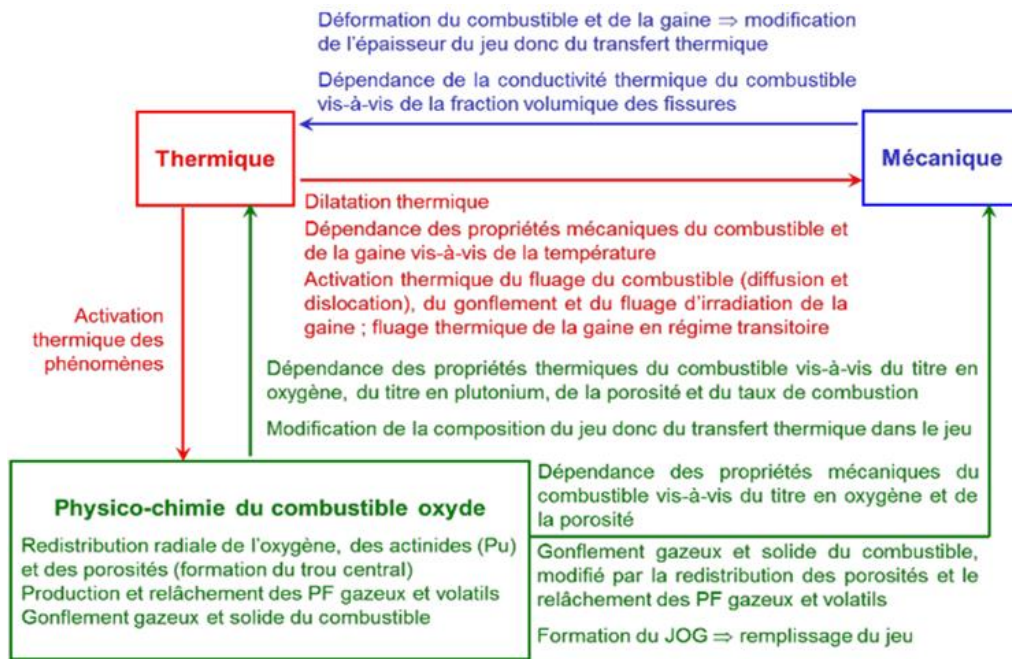 Déformation du combustible et de la gaine ⇒ modification
de l'épaisseur du jeu donc du transfert thermique
Dépendance de la conductivité thermique du combustible
vis-à-vis de la fraction volumique des fissures
Thermique
Mécanique
Dilatation thermique
Dépendance des propriétés mécaniques du combustible et
de la gaine vis-à-vis de la température
Activation thermique du fluage du combustible (diffusion et
dislocation), du gonflement et du fluage d'irradiation de la
gaine ; fluage thermique de la gaine en régime transitoire
Activation
thermique des
phénomènes
Dépendance des propriétés thermiques du combustible vis-à-vis du titre en
oxygène, du titre en plutonium, de la porosité et du taux de combustion
Modification de la composition du jeu donc du transfert thermique dans le jeu
Physico-chimie du combustible oxyde
Redistribution radiale de l'oxygène, des actinides (Pu)
et des porosités (formation du trou central)
Production et relâchement des PF gazeux et volatils
Gonflement gazeux et solide du combustible
Dépendance des propriétés mécaniques du
combustible vis-à-vis du titre en oxygène et de
la porosité
Gonflement gazeux et solide du combustible,
modifié par la redistribution des porosités et le
relâchement des PF gazeux et volatils
Formation du JOG ⇒ remplissage du jeu